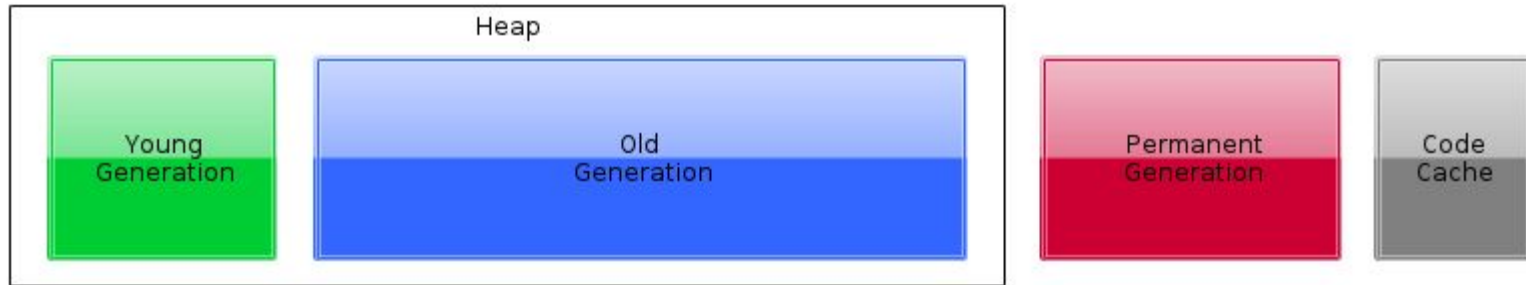 Heap
Young
Generation
Old
Generation
Permanent
Generation
Code
Cache